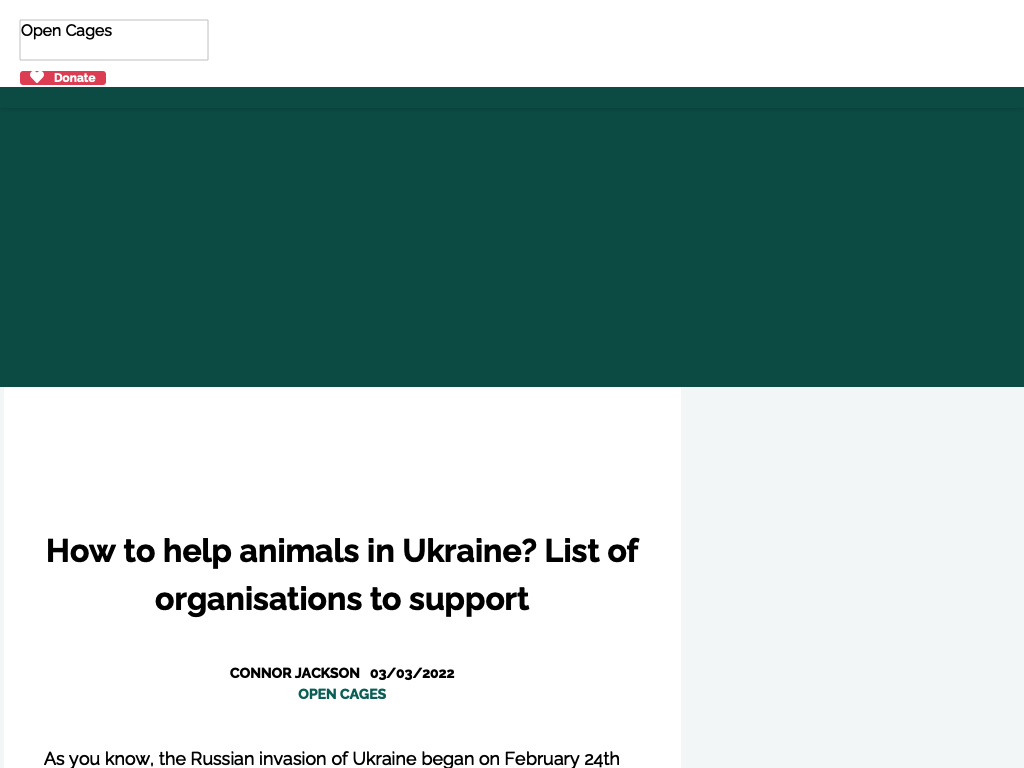 Open Cages
Donate
How to help animals in Ukraine? List of
organisations to support
CONNOR JACKSON 03/03/2022
OPEN CAGES
As you know, the Russian invasion of Ukraine began on February 24th